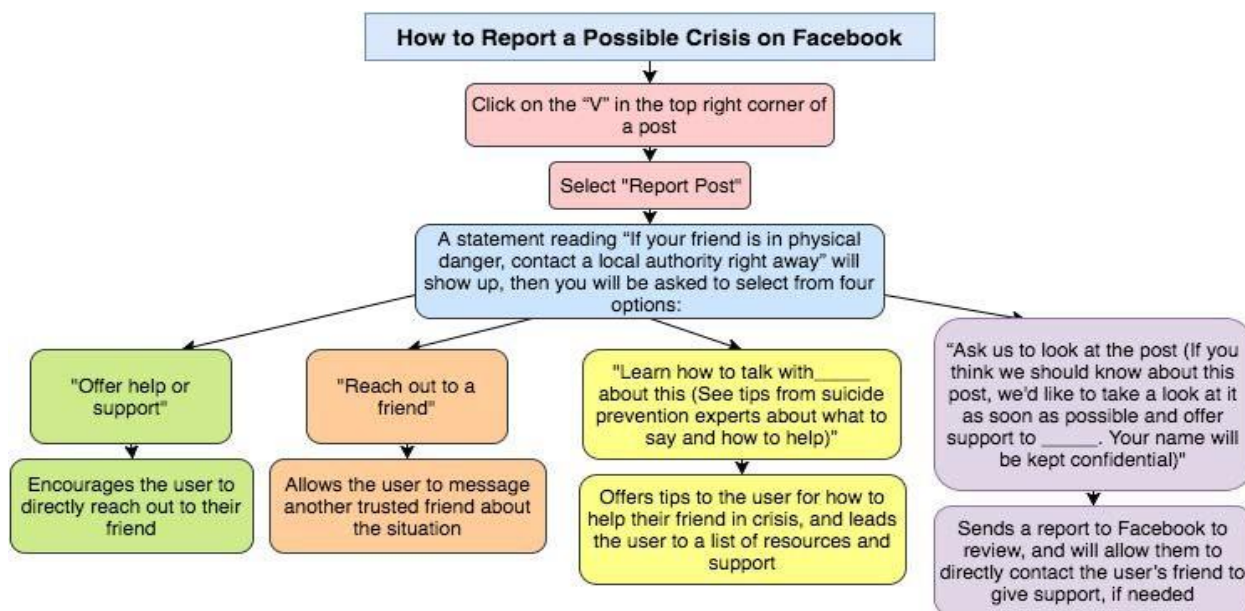 How to Report a Possible Crisis on Facebook
Click on the “V” in the top right corner of
a post
Select "Report Post"
A statement reading “If your friend is in physical
danger, contact a local authority right away” will
show up, then you will be asked to select from four
options:
"Offer help or
support"
Encourages the user to
directly reach out to their
friend
"Reach out to a
friend"
Allows the user to message
another trusted friend about
the situation
"Learn how to talk with_____
about this (See tips from suicide
prevention experts about what to
say and how to help)"
Offers tips to the user for how to
help their friend in crisis, and leads
the user to a list of resources and
support
“Ask us to look at the post (If you
think we should know about this
post, we’d like to take a look at it
as soon as possible and offer
support to _____. Your name will
be kept confidential)"
Sends a report to Facebook to
review, and will allow them to
directly contact the user’s friend to
give support, if needed